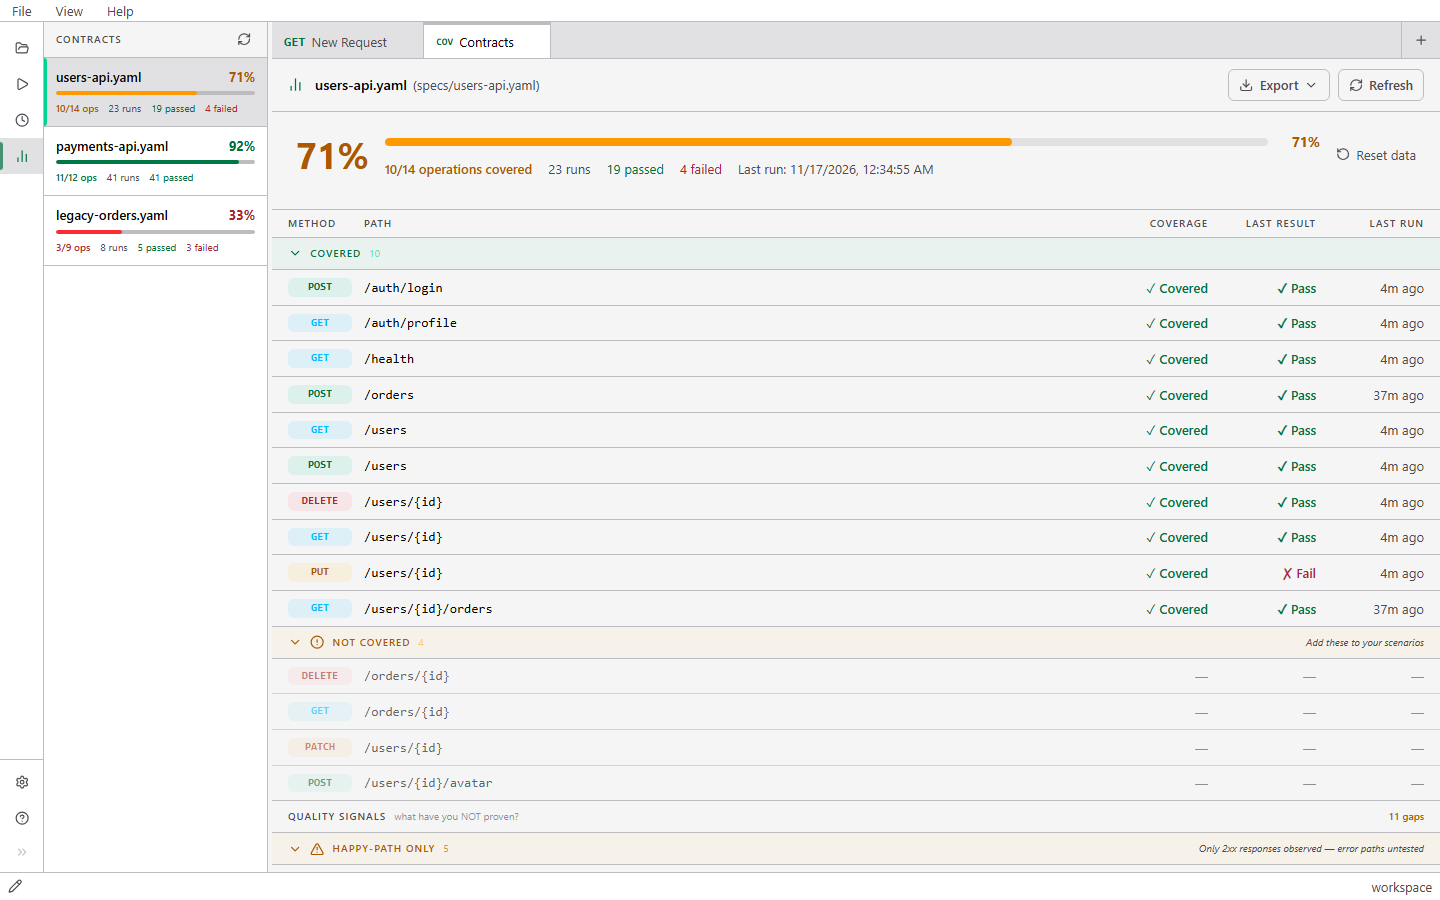 File View Help
CONTRACTS
users-api.yaml 71%
10/14 ops 23 runs 19 passed 4 failed
payments-api.yaml 92%
11/12 ops 41 runs 41 passed
legacy-orders.yaml 33%
3/9 ops 8 runs 5 passed 3 failed
GET New Request COV Contracts +
users-api.yaml (specs/users-api.yaml) Export Refresh
71% 71%
10/14 operations covered 23 runs 19 passed 4 failed Last run: 11/17/2026, 12:34:55 AM Reset data
METHOD PATH COVERAGE LAST RESULT LAST RUN
COVERED 10
POST /auth/login ✓ Covered ✓ Pass 4m ago
GET /auth/profile ✓ Covered ✓ Pass 4m ago
GET /health ✓ Covered ✓ Pass 4m ago
POST /orders ✓ Covered ✓ Pass 37m ago
GET /users ✓ Covered ✓ Pass 4m ago
POST /users ✓ Covered ✓ Pass 4m ago
DELETE /users/{id} ✓ Covered ✓ Pass 4m ago
GET /users/{id} ✓ Covered ✓ Pass 4m ago
PUT /users/{id} ✓ Covered ✗ Fail 4m ago
GET /users/{id}/orders ✓ Covered ✓ Pass 37m ago
NOT COVERED 4 Add these to your scenarios
DELETE /orders/{id} — — —
GET /orders/{id} — — —
PATCH /users/{id} — — —
POST /users/{id}/avatar — — —
QUALITY SIGNALS what have you NOT proven? 11 gaps
HAPPY-PATH ONLY 5 Only 2xx responses observed — error paths untested
workspace